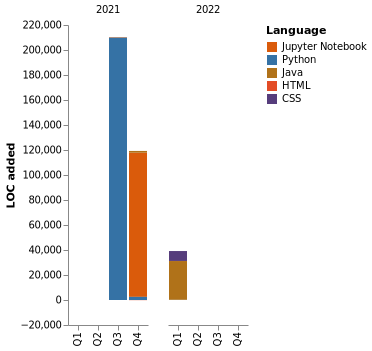 2021
2022
Language
Jupyter Notebook
Python
Java
HTML
CSS
LOC added
220,000
200,000
180,000
160,000
140,000
120,000
100,000
80,000
60,000
40,000
20,000
0
−20,000
Q1
Q2
Q3
Q4
Q1
Q2
Q3
Q4